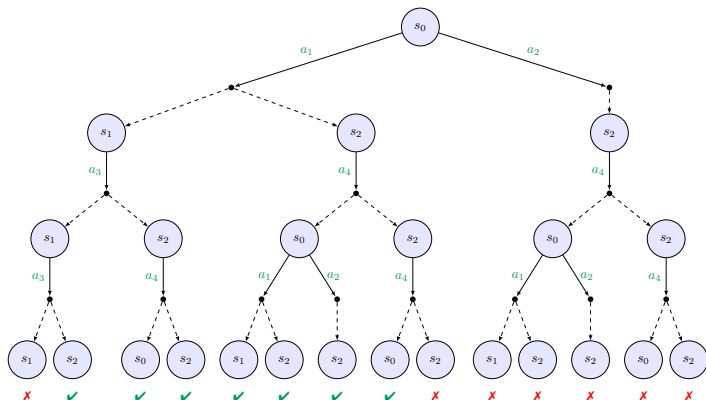 s₀
a₁ a₂
s₁ s₂ s₂
a₃ a₄ a₄
s₁ s₂ s₀ s₂ s₀ s₂
a₃ a₄ a₁ a₂ a₄ a₁ a₂ a₄
s₁ s₂ s₀ s₂ s₁ s₂ s₂ s₀ s₂ s₁ s₂ s₂ s₀ s₂
✗ ✔ ✔ ✔ ✔ ✔ ✔ ✔ ✗ ✗ ✗ ✗ ✗ ✗